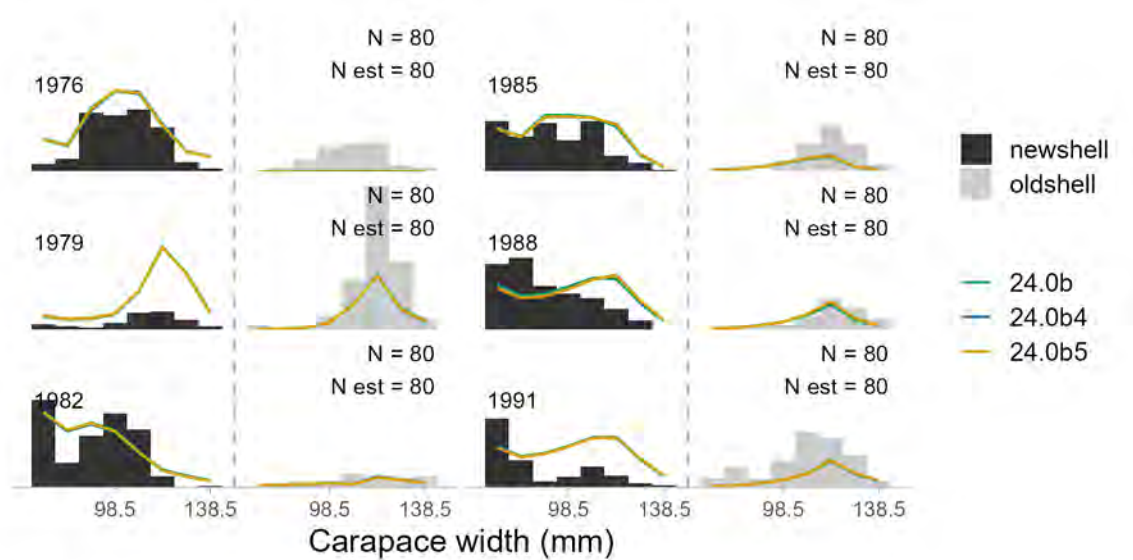 N = 80
N est = 80
1976
N = 80
N est = 80
1985
N = 80
N est = 80
1979
N = 80
N est = 80
1988
N = 80
N est = 80
1982
N = 80
N est = 80
1991
98.5 138.5 98.5 138.5 98.5 138.5 98.5 138.5
Carapace width (mm)
newshell
oldshell
24.0b
24.0b4
24.0b5